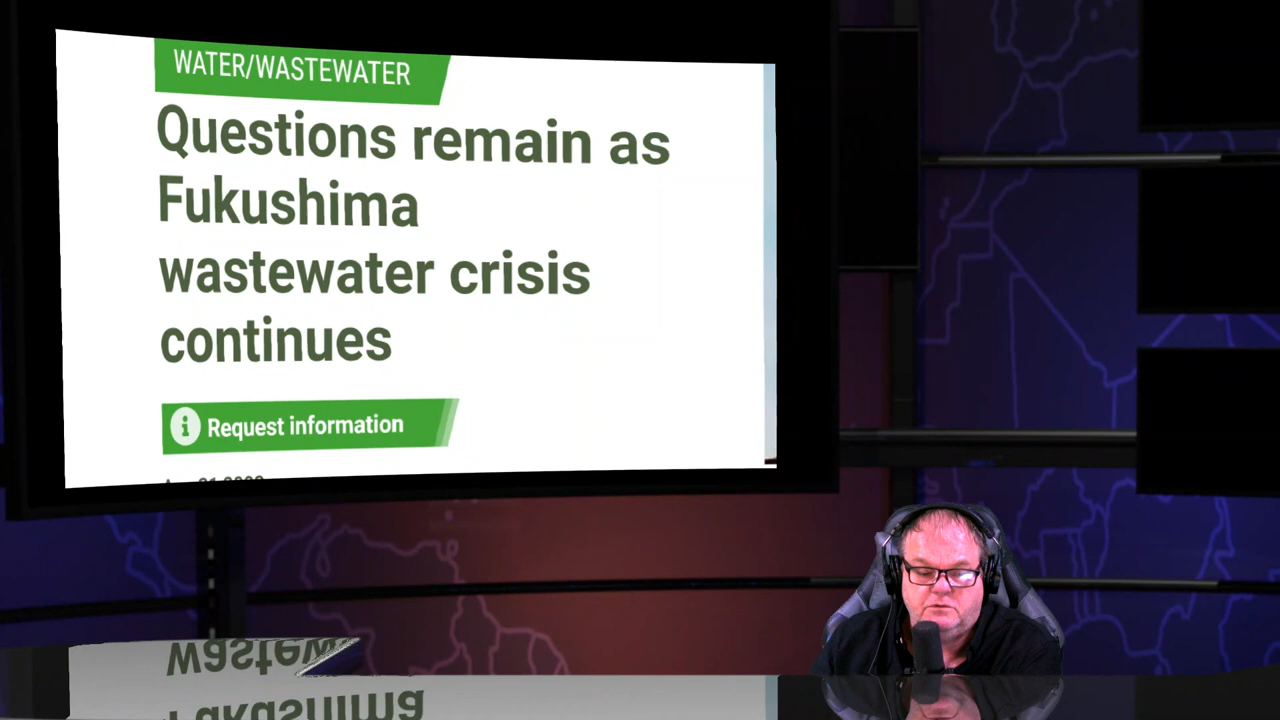 WATER/WASTEWATER
Questions remain as
Fukushima
wastewater crisis
continues
Request information